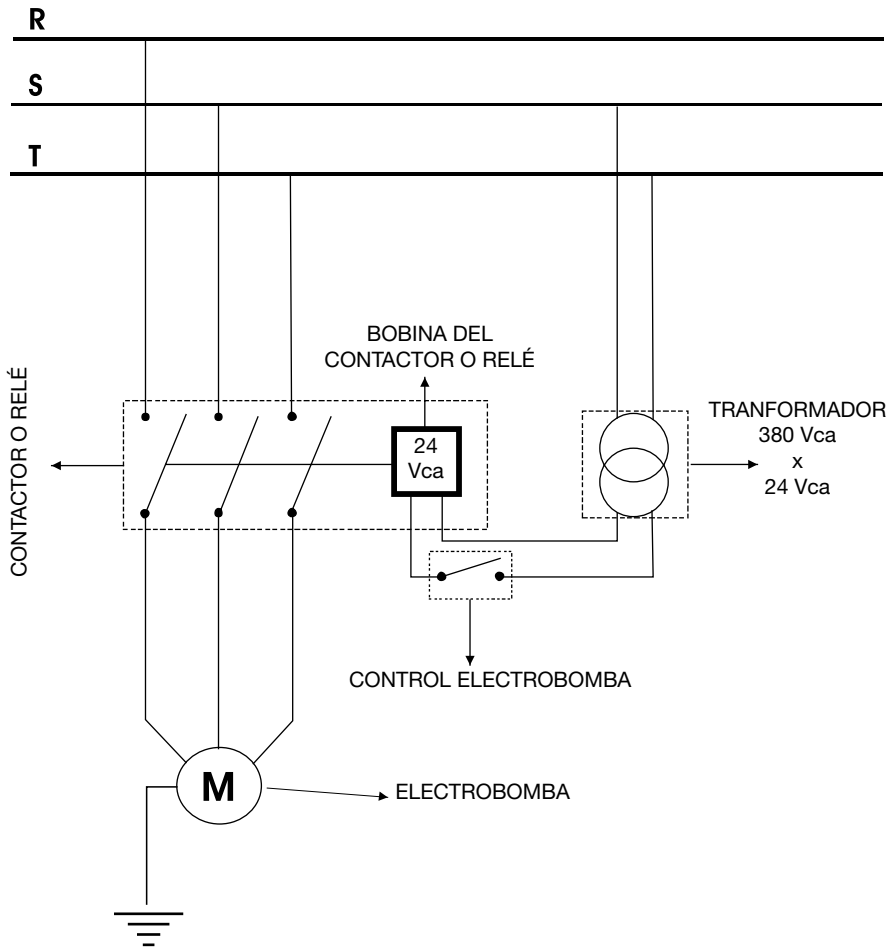 R
S
T
BOBINA DEL
CONTACTOR O RELÉ
CONTACTOR O RELÉ
24
Vca
TRANFORMADOR
380 Vca
x
24 Vca
CONTROL ELECTROBOMBA
M
ELECTROBOMBA